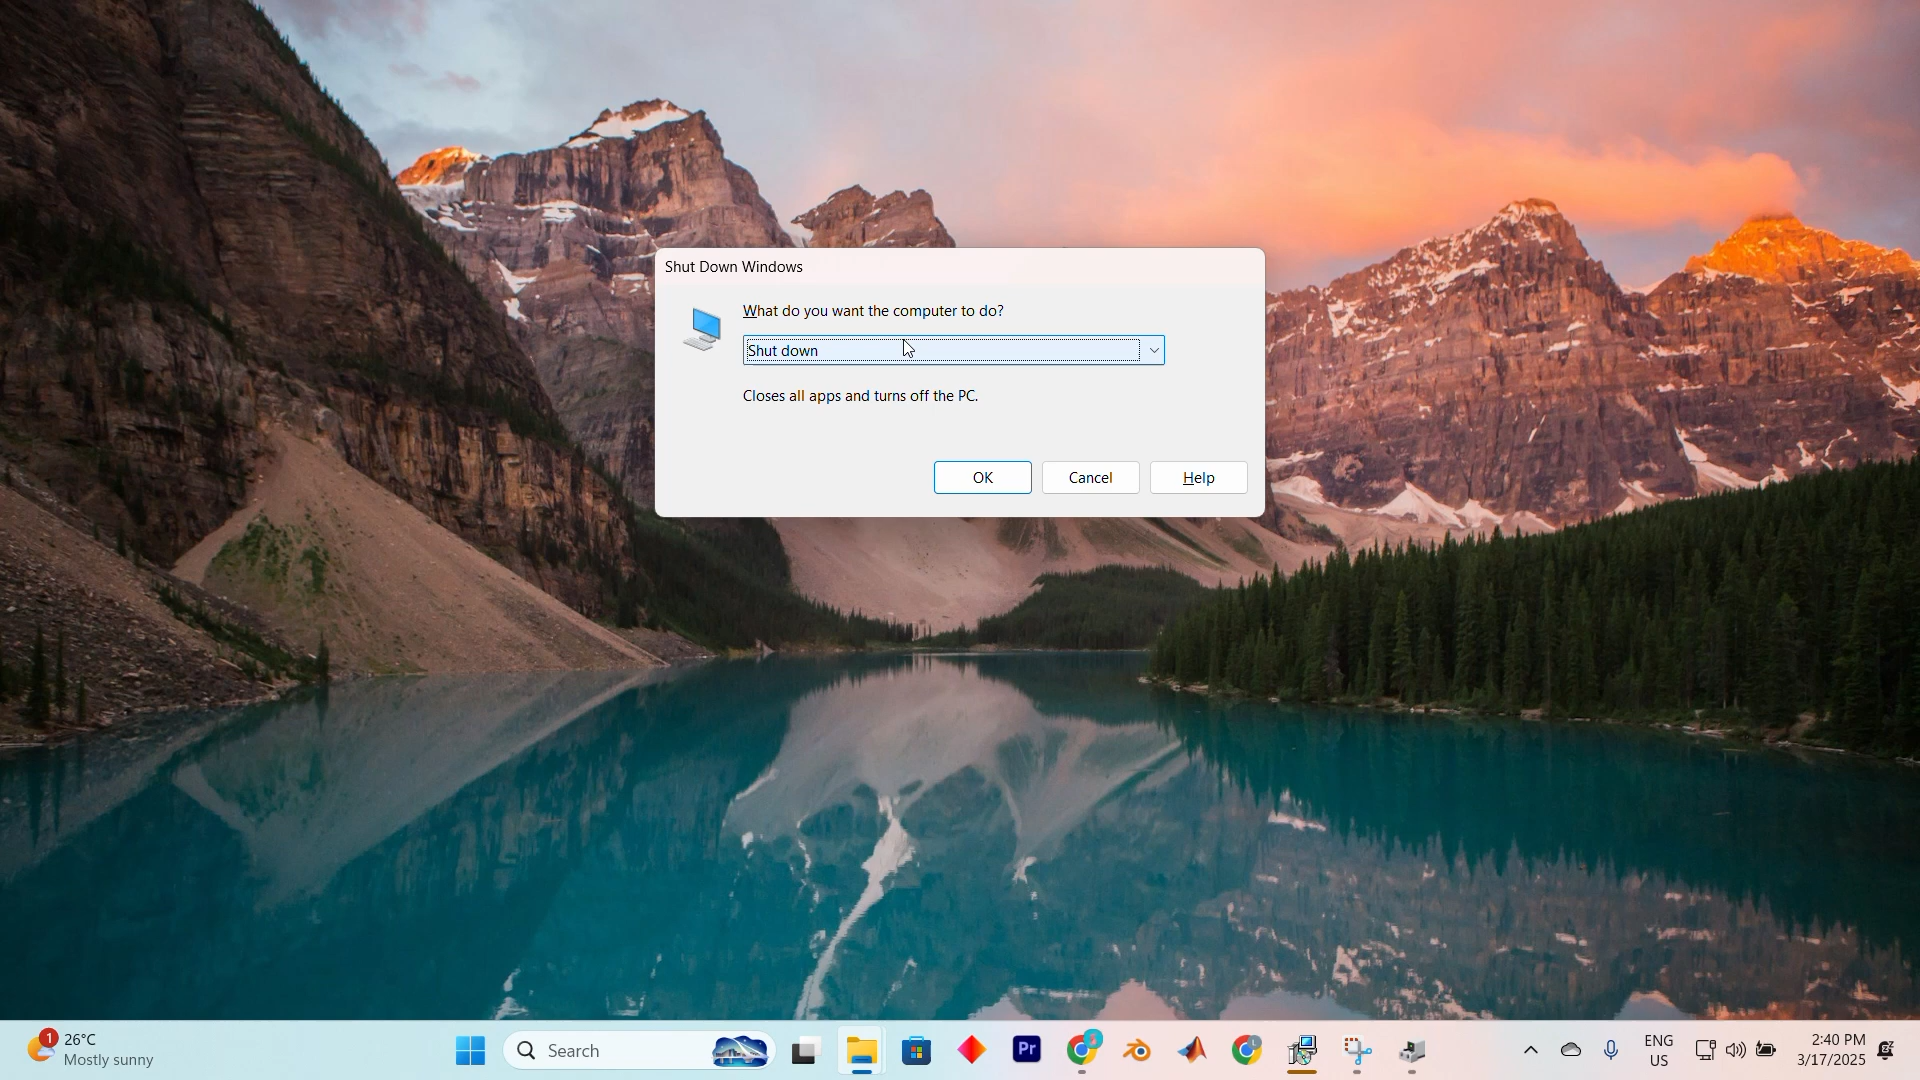 Shut Down Windows
What do you want the computer to do?
Shut down
Closes all apps and turns off the PC.
OK
Cancel
Help
1
26°C
Mostly sunny
Search
Pr
L
ENG
US
2:40 PM
3/17/2025